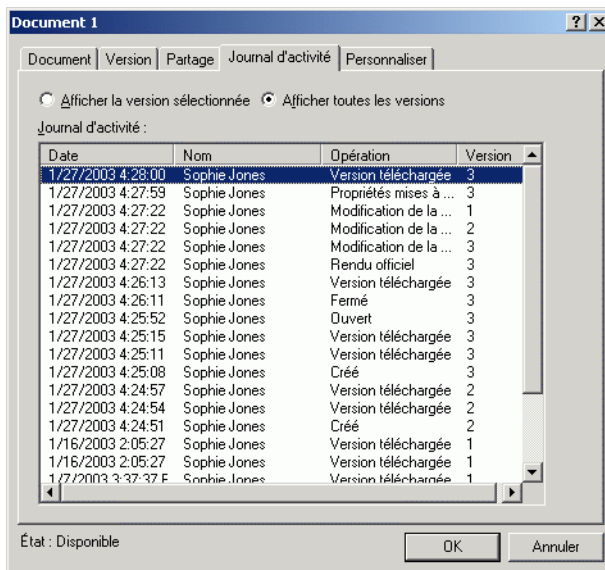 Document 1
Document Version Partage Journal d'activité Personnaliser
Afficher la version sélectionnée Afficher toutes les versions
Journal d'activité :
Date Nom Opération Version
1/27/2003 4:28:00 Sophie Jones Version téléchargée 3
1/27/2003 4:27:59 Sophie Jones Propriétés mises à ... 3
1/27/2003 4:27:22 Sophie Jones Modification de la ... 1
1/27/2003 4:27:22 Sophie Jones Modification de la ... 2
1/27/2003 4:27:22 Sophie Jones Modification de la ... 3
1/27/2003 4:27:22 Sophie Jones Rendu officiel 3
1/27/2003 4:26:13 Sophie Jones Version téléchargée 3
1/27/2003 4:26:11 Sophie Jones Fermé 3
1/27/2003 4:25:52 Sophie Jones Ouvert 3
1/27/2003 4:25:15 Sophie Jones Version téléchargée 3
1/27/2003 4:25:11 Sophie Jones Version téléchargée 3
1/27/2003 4:25:08 Sophie Jones Créé 3
1/27/2003 4:24:57 Sophie Jones Version téléchargée 2
1/27/2003 4:24:54 Sophie Jones Version téléchargée 2
1/27/2003 4:24:51 Sophie Jones Créé 2
1/16/2003 2:05:27 Sophie Jones Version téléchargée 1
1/16/2003 2:05:27 Sophie Jones Version téléchargée 1
1/7/2003 3:37:37 F Sophie Jones Version téléchargée 1
État : Disponible
OK Annuler